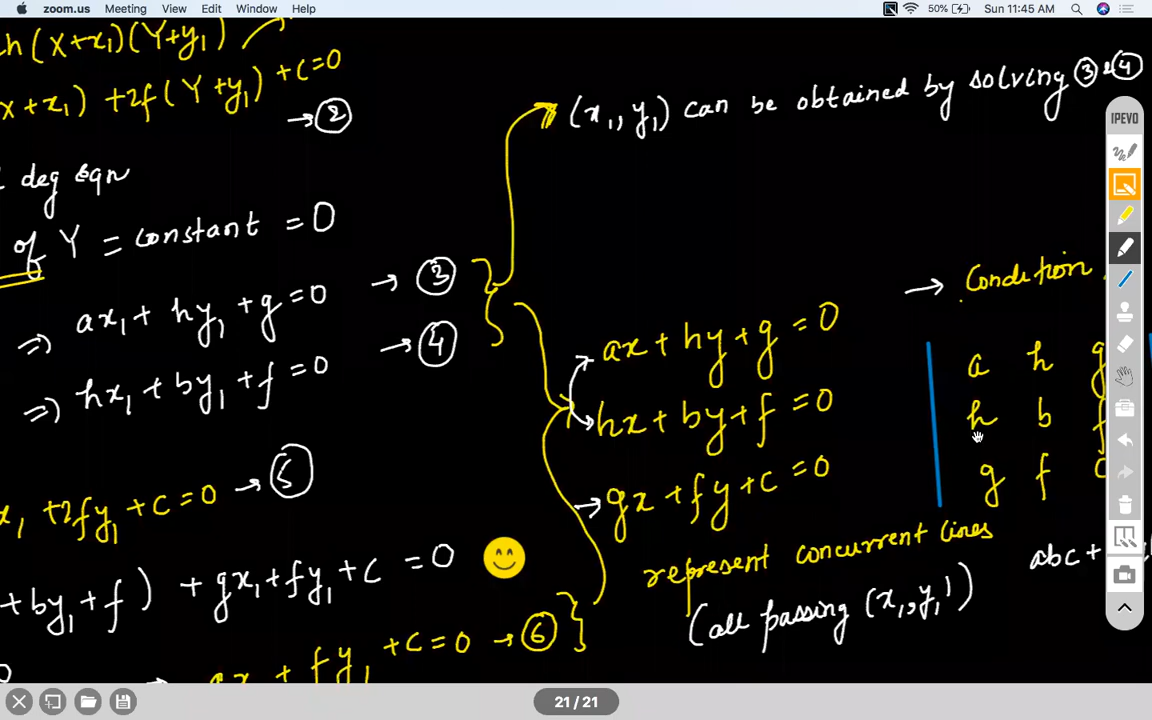 zoom.us Meeting View Edit Window Help 50% Sun 11:45 AM
h(X+x₁)(Y+y₁)
x+x₁) +2f(Y+y₁) +c=0
→ ②
deg eqn
of Y = constant = 0
⇒ ax₁ + hy₁ + g = 0 → ③
⇒ hx₁ + by₁ + f = 0 → ④
x₁ +2fy₁ +c=0 → ⑤
+by₁+f) + gx₁+fy₁+c = 0
+ fy₁ +c=0 → ⑥
(x₁, y₁) can be obtained by solving ③ & ④
ax + hy + g = 0
hx + by + f = 0
→ gx + fy + c = 0
represent concurrent lines
(all passing (x₁, y₁))
→ Condition
a h g
h b f
g f c
abc +
IPEVO
21 / 21